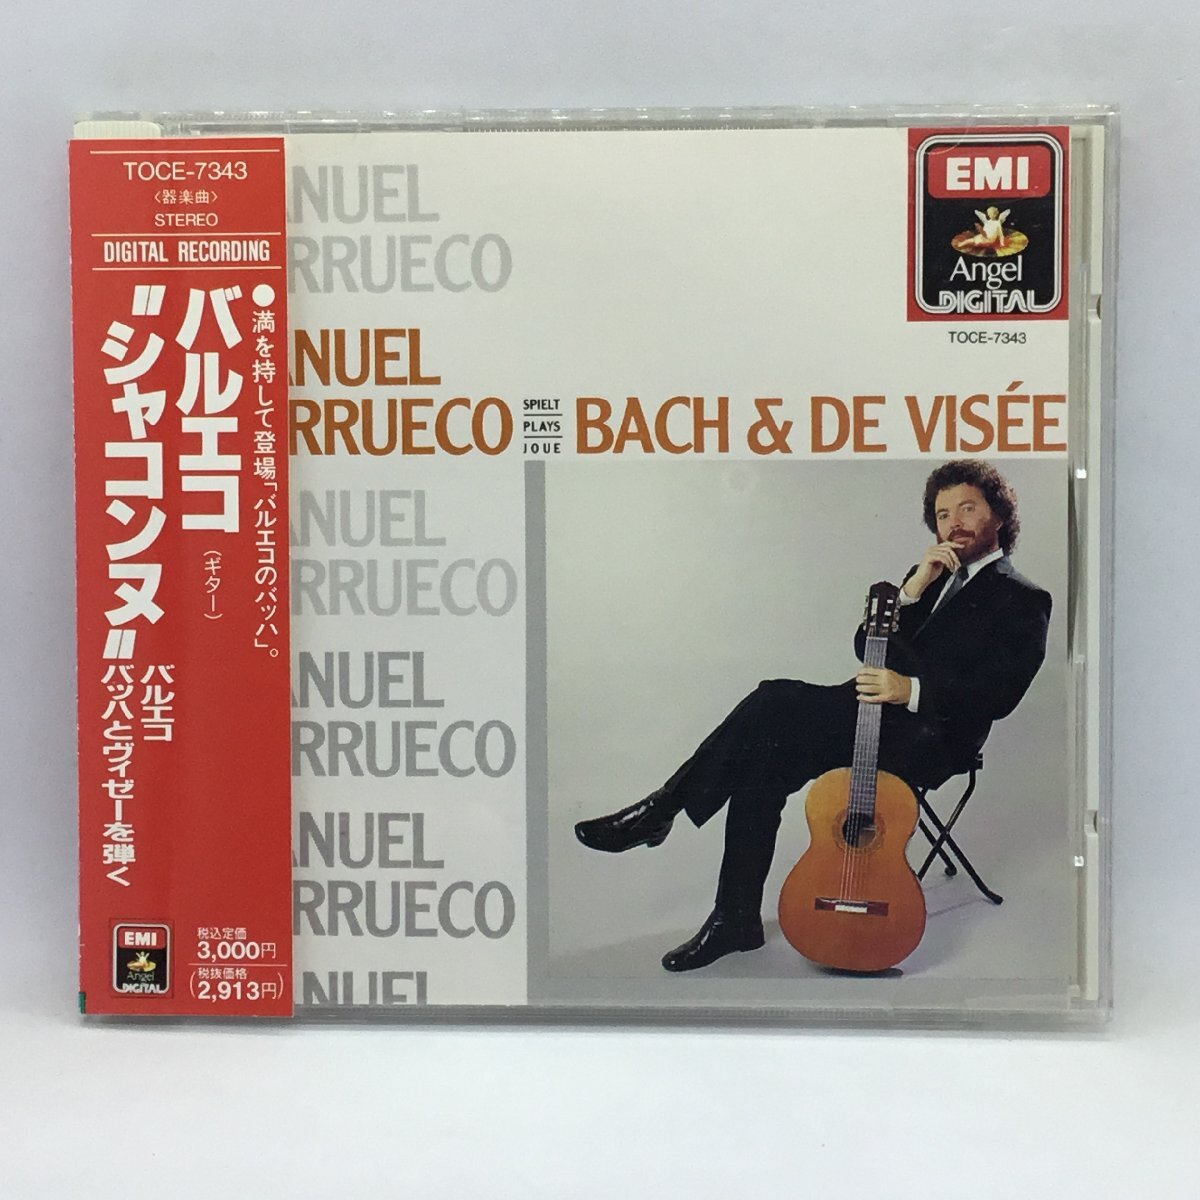 TOCE-7343
〈器楽曲〉
STEREO
DIGITAL RECORDING
●満を持して登場「バルエコのバッハ」。
バルエコ
(ギター)
"シャコンヌ"
バルエコ
バッハとヴィゼーを弾く
EMI
Angel
DIGITAL
税込定価
3,000円
(税抜価格
2,913円)
ANUEL
RRUECO
ANUEL
RRUECO
SPIELT
PLAYS
JOUE
BACH & DE VISÉE
ANUEL
RRUECO
ANUEL
RRUECO
ANUEL
RRUECO
ANUEL
EMI
Angel
DIGITAL
TOCE-7343